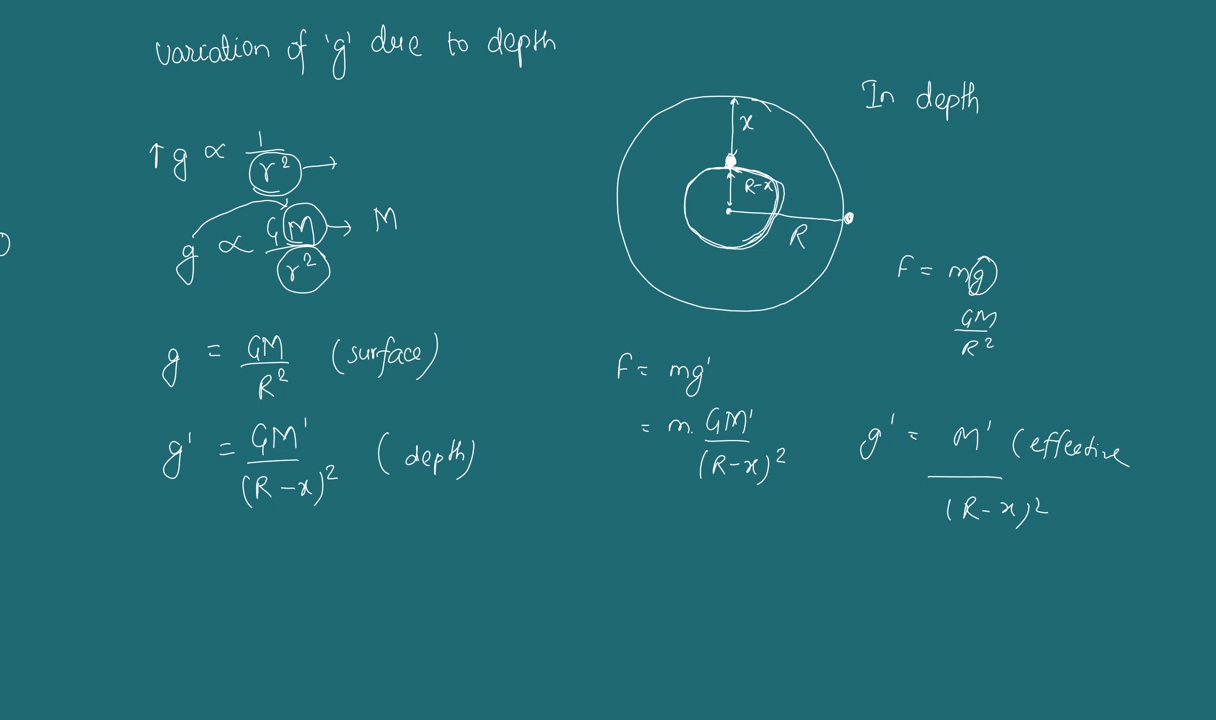 variation of 'g' due to depth
In depth
↑ g ∝ 1/r² →
g ∝ GM/r² → M
x
R-x
R
F = mg
GM/R²
g = GM/R² (surface)
F = mg'
= m. GM'/(R-x)²
g' = GM'/(R-x)² (depth)
g' = M' (effective
(R-x)²